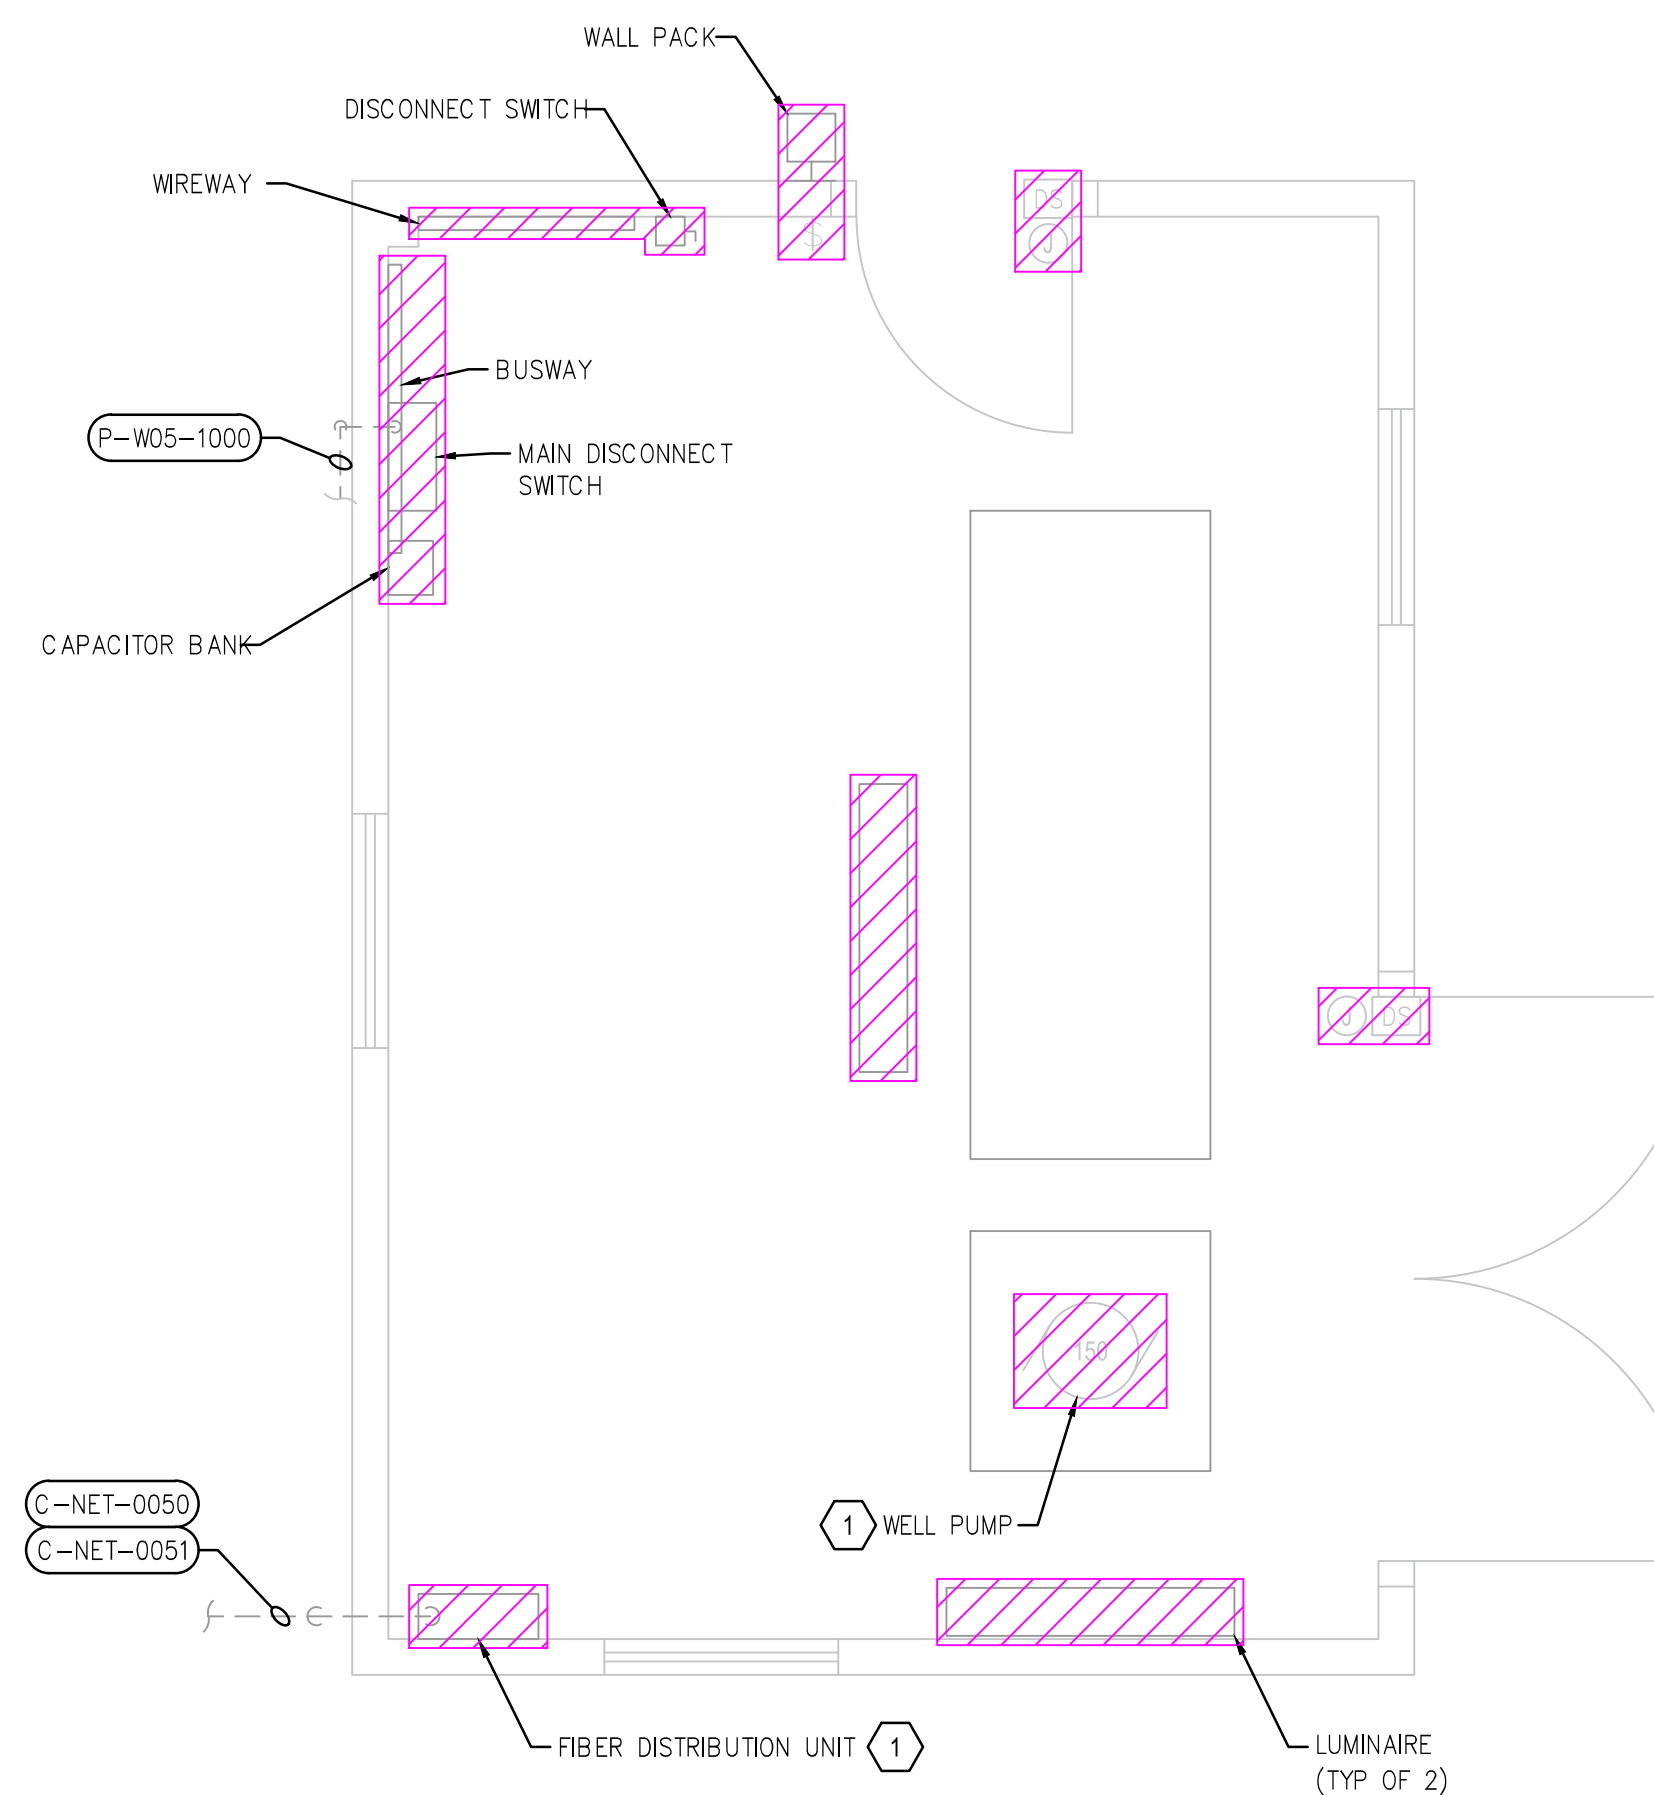 WALL PACK
DISCONNECT SWITCH
WIREWAY
DS
J
$
BUSWAY
P-W05-1000
MAIN DISCONNECT
SWITCH
CAPACITOR BANK
J DS
150
C-NET-0050
1 WELL PUMP
C-NET-0051
FIBER DISTRIBUTION UNIT 1
LUMINAIRE
(TYP OF 2)